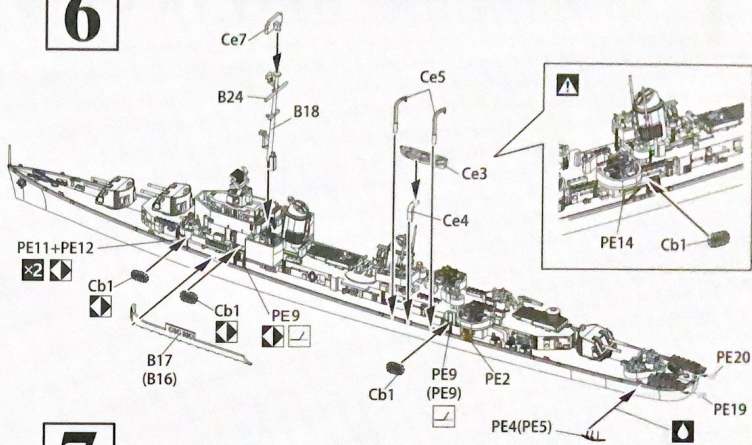 6
Ce7
B24
B18
Ce5
Ce3
Ce4
PE14
Cb1
PE11+PE12
×2
Cb1
Cb1
PE9
B17
(B16)
Cb1
PE9
(PE9)
PE2
PE20
PE19
PE4(PE5)
7